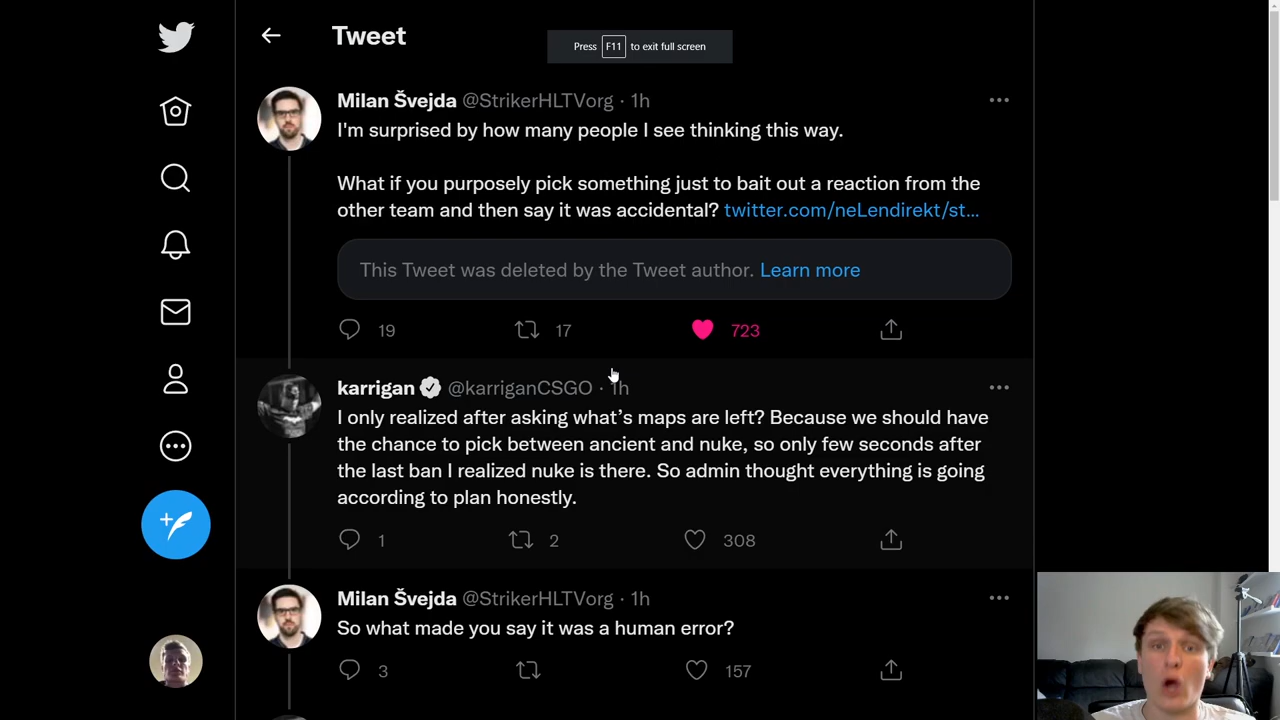 Tweet
Press F11 to exit full screen
Milan Švejda @StrikerHLTVorg · 1h
I'm surprised by how many people I see thinking this way.
What if you purposely pick something just to bait out a reaction from the
other team and then say it was accidental? twitter.com/neLendirekt/st...
This Tweet was deleted by the Tweet author. Learn more
19 17 723
karrigan @karriganCSGO · 1h
I only realized after asking what's maps are left? Because we should have
the chance to pick between ancient and nuke, so only few seconds after
the last ban I realized nuke is there. So admin thought everything is going
according to plan honestly.
1 2 308
Milan Švejda @StrikerHLTVorg · 1h
So what made you say it was a human error?
3 157